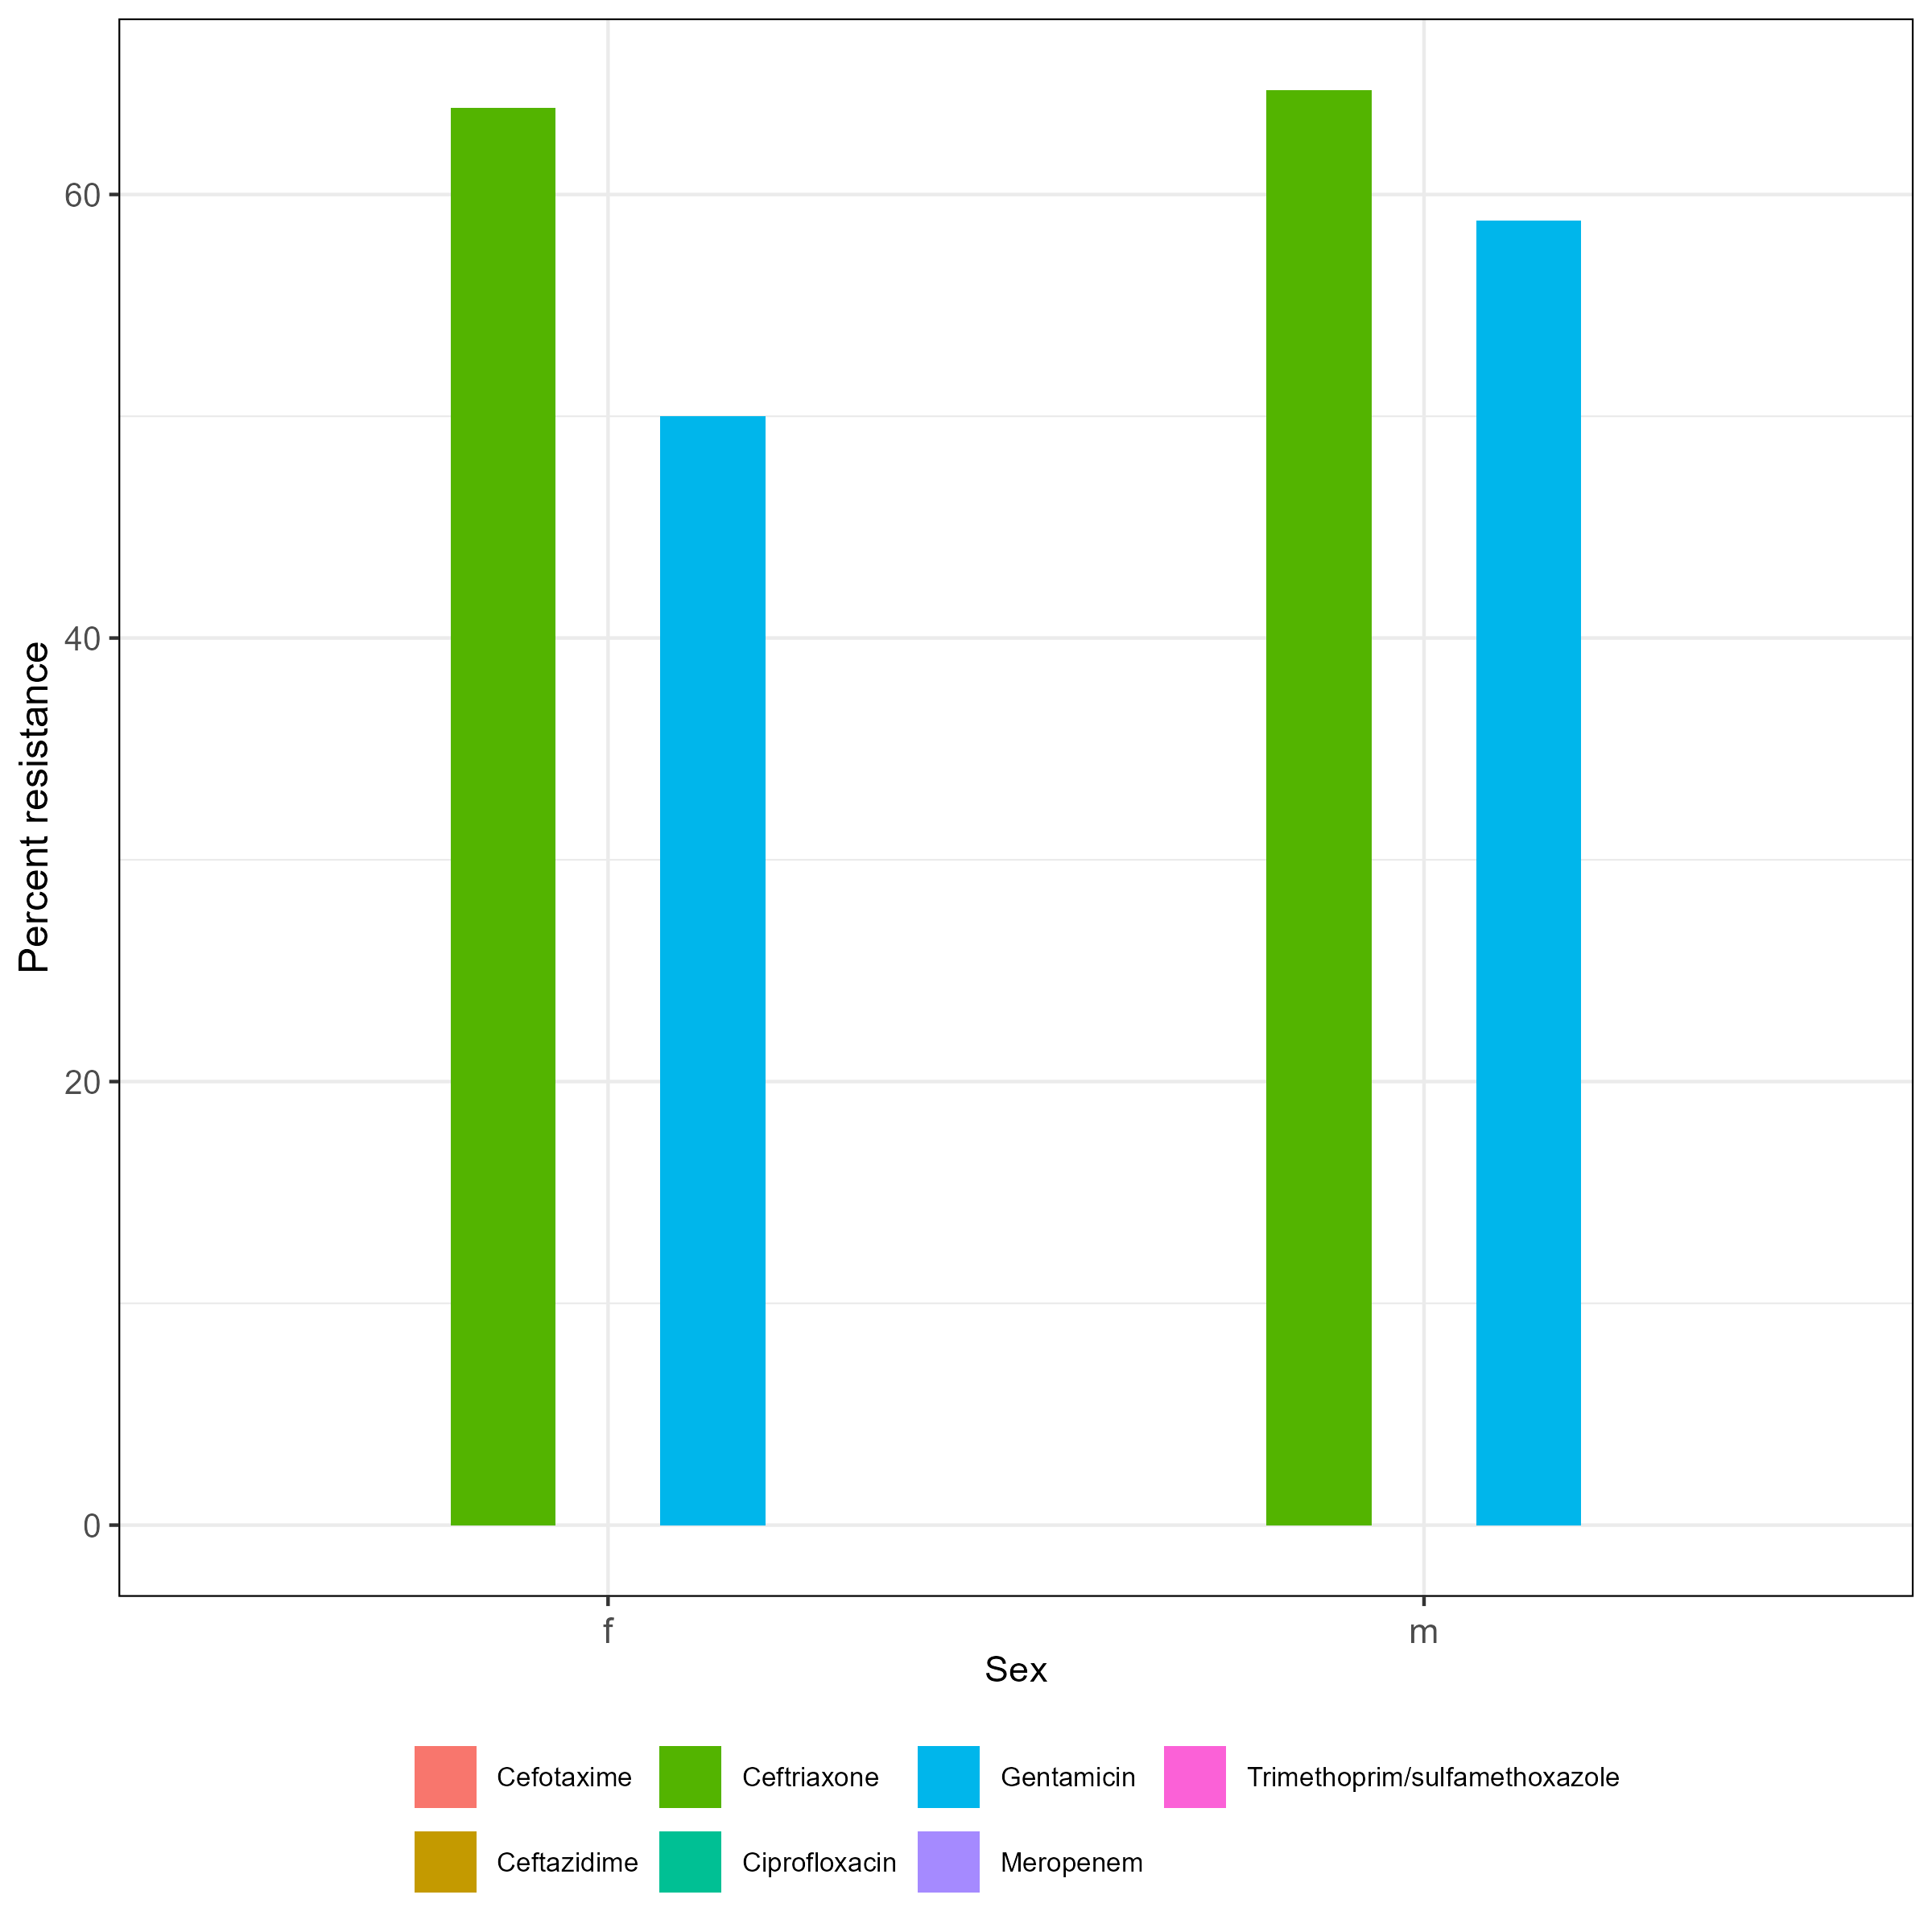 Percent resistance
60
40
20
0
f
m
Sex
Cefotaxime
Ceftriaxone
Gentamicin
Trimethoprim/sulfamethoxazole
Ceftazidime
Ciprofloxacin
Meropenem